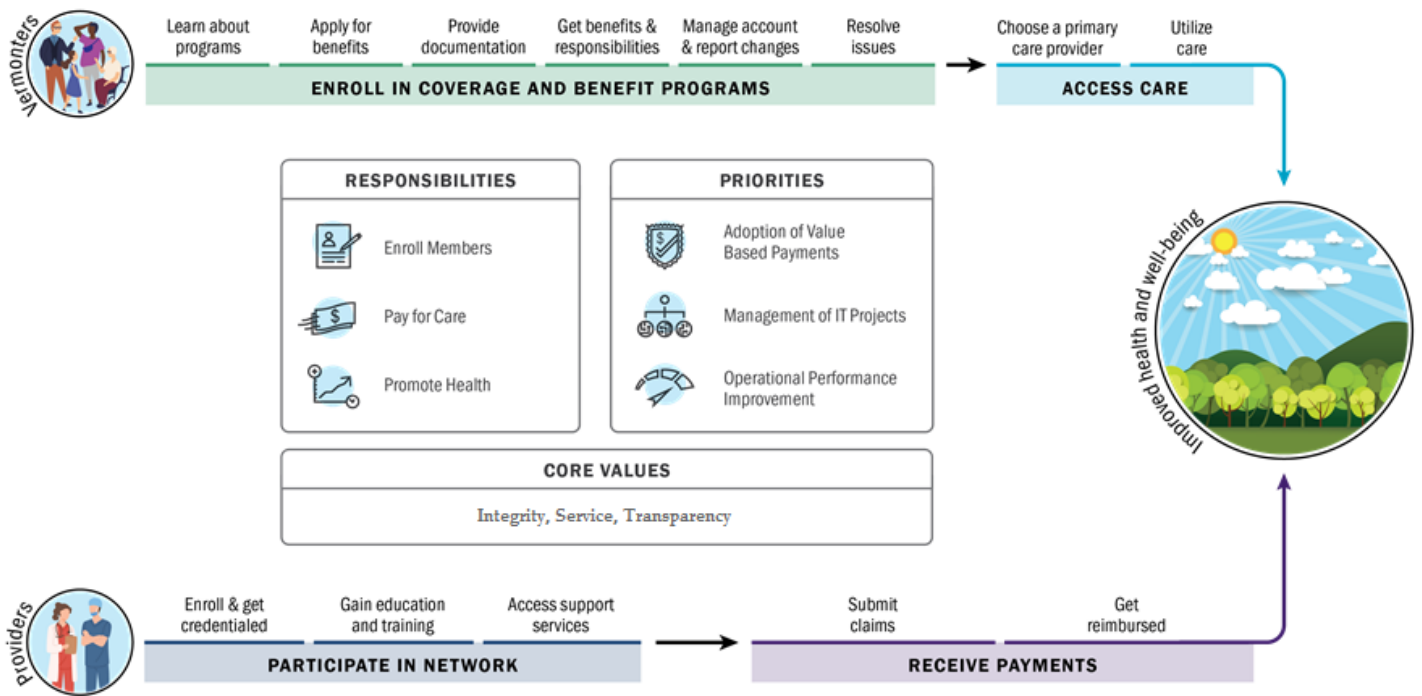 Vermonters
Learn about
programs
Apply for
benefits
Provide
documentation
Get benefits &
responsibilities
Manage account
& report changes
Resolve
issues
ENROLL IN COVERAGE AND BENEFIT PROGRAMS
Choose a primary
care provider
Utilize
care
ACCESS CARE
RESPONSIBILITIES
Enroll Members
$
Pay for Care
Promote Health
PRIORITIES
$
Adoption of Value
Based Payments
Management of IT Projects
Operational Performance
Improvement
CORE VALUES
Integrity, Service, Transparency
Improved health and well-being
Providers
Enroll & get
credentialed
Gain education
and training
Access support
services
PARTICIPATE IN NETWORK
Submit
claims
Get
reimbursed
RECEIVE PAYMENTS